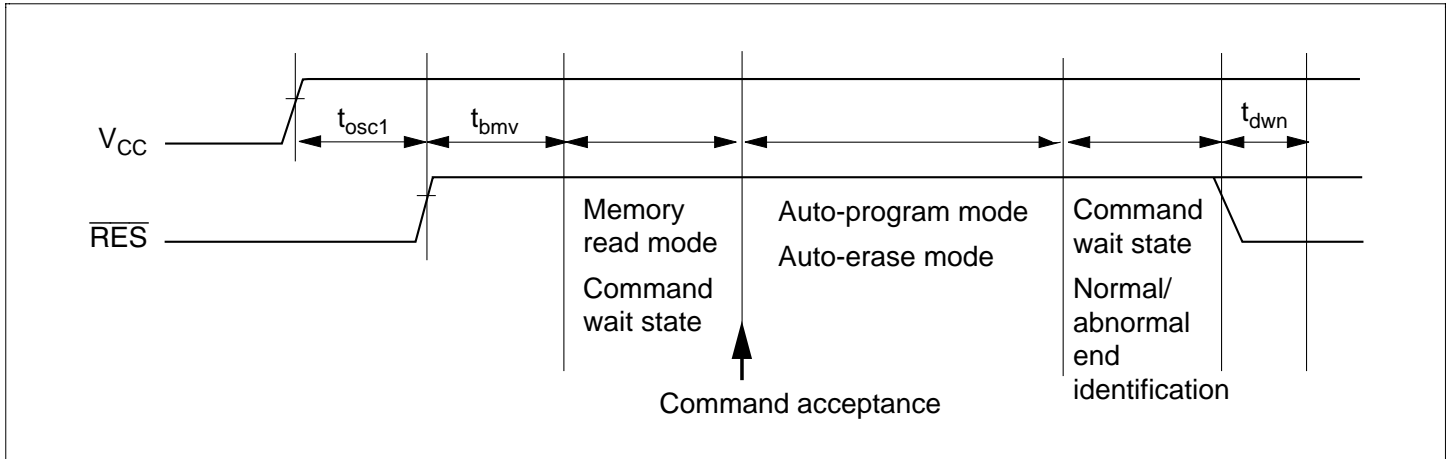 t_osc1
t_bmv
t_dwn
V_CC
R̅E̅S̅
Memory
read mode
Command
wait state
Auto-program mode
Auto-erase mode
Command
wait state
Normal/
abnormal
end
identification
Command acceptance